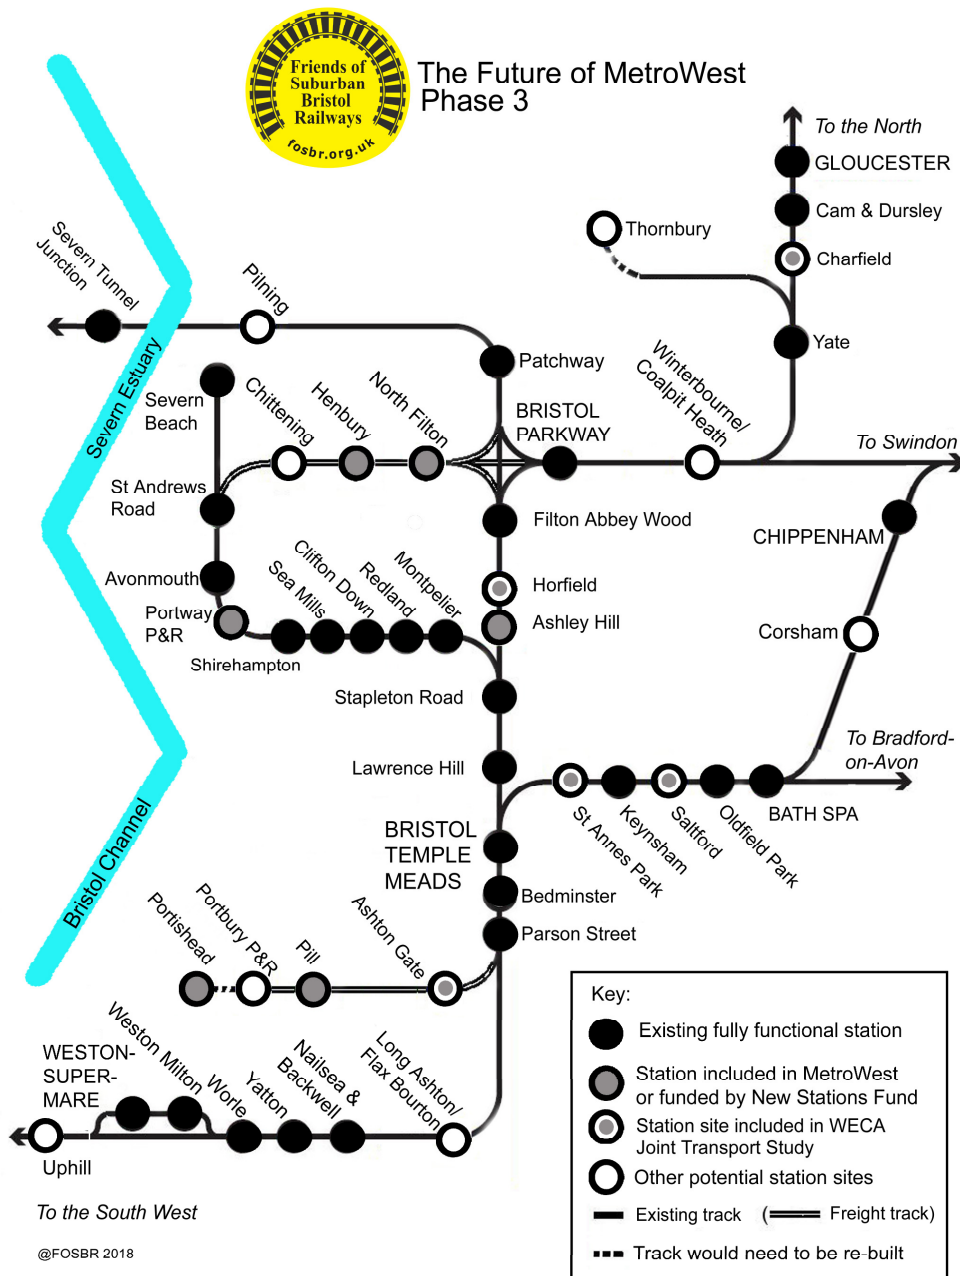 Friends of
Suburban
Bristol
Railways
fosbr.org.uk
The Future of MetroWest
Phase 3
To the North
GLOUCESTER
Cam & Dursley
Charfield
Thornbury
Yate
Severn Tunnel
Junction
Pilning
Patchway
Severn Estuary
Severn
Beach
Chittening
Henbury
North Filton
BRISTOL
PARKWAY
Winterbourne/
Coalpit Heath
To Swindon
St Andrews
Road
Filton Abbey Wood
CHIPPENHAM
Avonmouth
Portway
P&R
Shirehampton
Sea Mills
Clifton Down
Redland
Montpelier
Horfield
Ashley Hill
Corsham
Stapleton Road
Lawrence Hill
To Bradford-
on-Avon
St Annes Park
Keynsham
Saltford
Oldfield Park
BATH SPA
BRISTOL
TEMPLE
MEADS
Bedminster
Parson Street
Bristol Channel
Portishead
Portbury P&R
Pill
Ashton Gate
WESTON-
SUPER-
MARE
Weston Milton
Worle
Yatton
Nailsea &
Backwell
Long Ashton/
Flax Bourton
Uphill
To the South West
@FOSBR 2018
Key:
Existing fully functional station
Station included in MetroWest
or funded by New Stations Fund
Station site included in WECA
Joint Transport Study
Other potential station sites
Existing track
(Freight track)
Track would need to be re-built